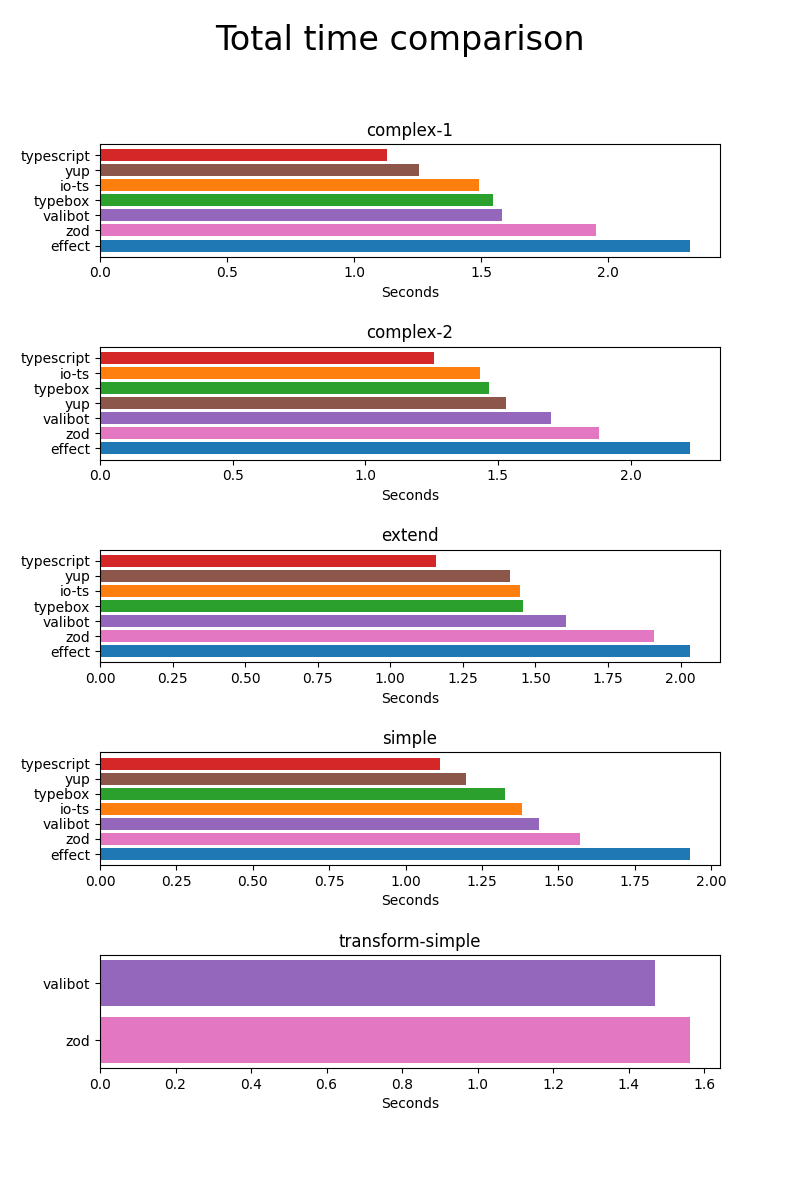 Total time comparison
complex-1
typescript
yup
io-ts
typebox
valibot
zod
effect
0.0 0.5 1.0 1.5 2.0
Seconds
complex-2
typescript
io-ts
typebox
yup
valibot
zod
effect
0.0 0.5 1.0 1.5 2.0
Seconds
extend
typescript
yup
io-ts
typebox
valibot
zod
effect
0.00 0.25 0.50 0.75 1.00 1.25 1.50 1.75 2.00
Seconds
simple
typescript
yup
typebox
io-ts
valibot
zod
effect
0.00 0.25 0.50 0.75 1.00 1.25 1.50 1.75 2.00
Seconds
transform-simple
valibot
zod
0.0 0.2 0.4 0.6 0.8 1.0 1.2 1.4 1.6
Seconds